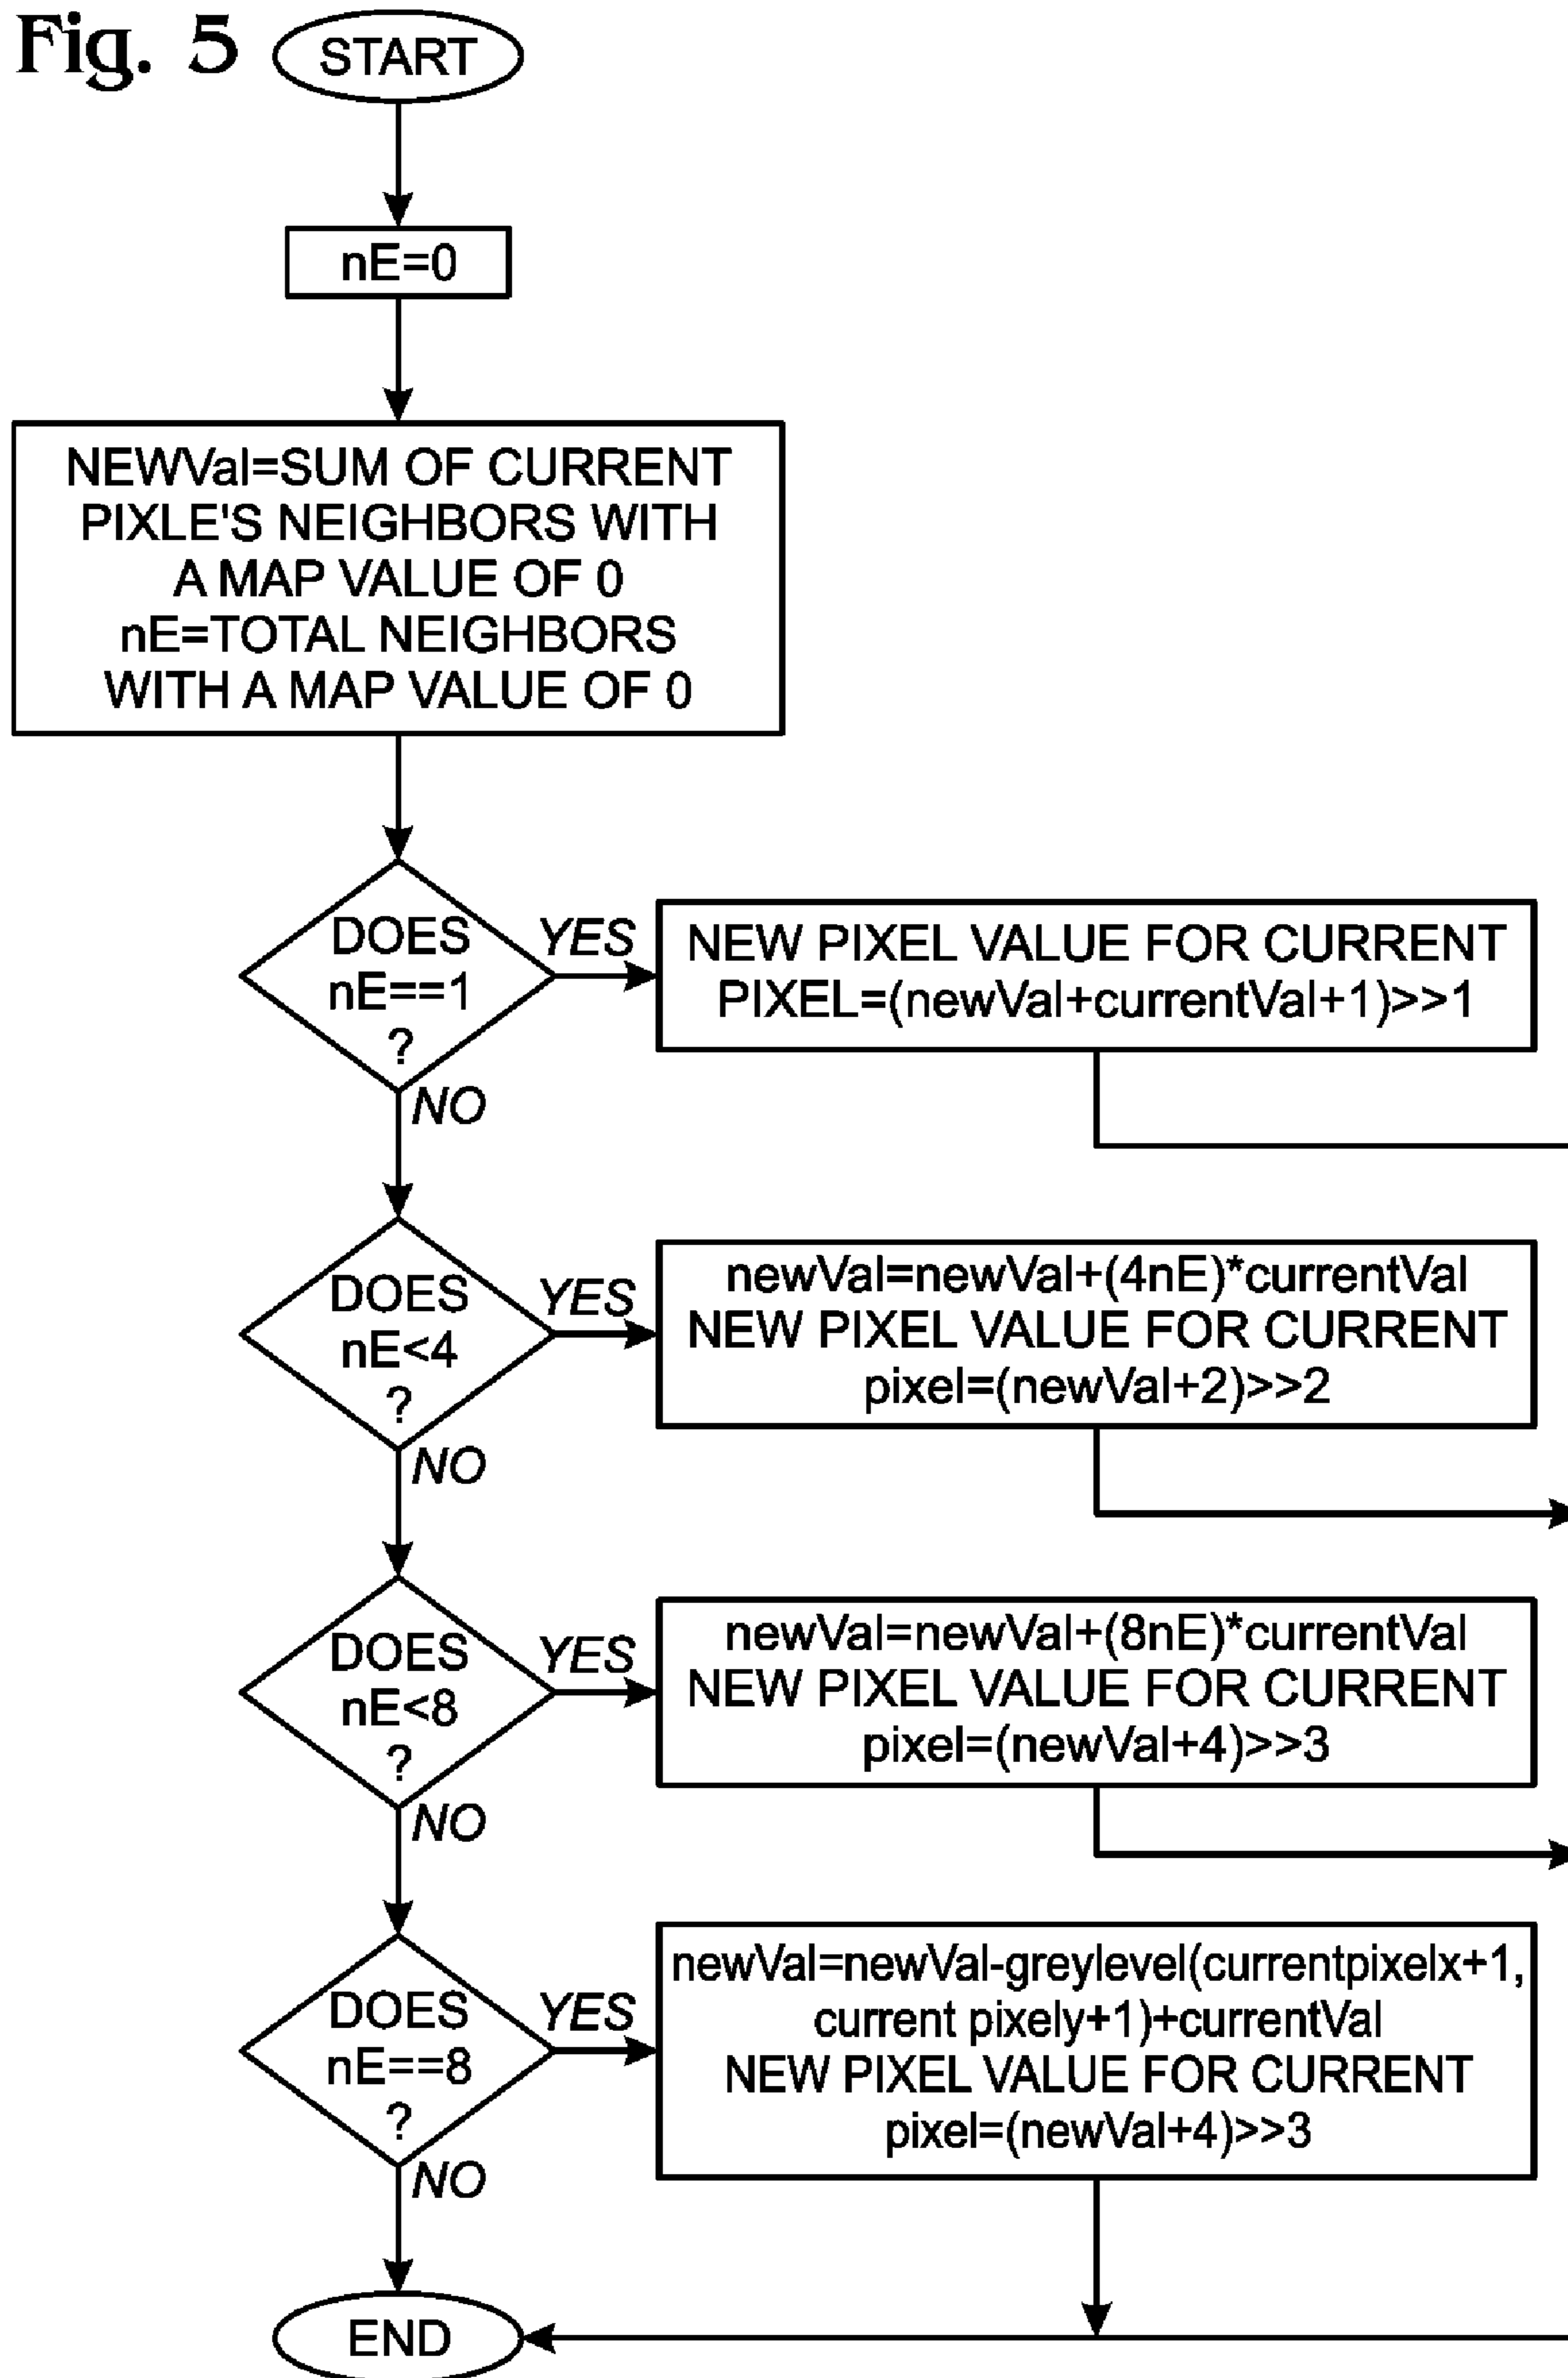 Fig. 5
START
nE=0
NEWVal=SUM OF CURRENT
PIXLE'S NEIGHBORS WITH
A MAP VALUE OF 0
nE=TOTAL NEIGHBORS
WITH A MAP VALUE OF 0
DOES
nE==1
?
YES
NEW PIXEL VALUE FOR CURRENT
PIXEL=(newVal+currentVal+1)>>1
NO
DOES
nE<4
?
YES
newVal=newVal+(4nE)*currentVal
NEW PIXEL VALUE FOR CURRENT
pixel=(newVal+2)>>2
NO
DOES
nE<8
?
YES
newVal=newVal+(8nE)*currentVal
NEW PIXEL VALUE FOR CURRENT
pixel=(newVal+4)>>3
NO
DOES
nE==8
?
YES
newVal=newVal-greylevel(currentpixelx+1,
current pixely+1)+currentVal
NEW PIXEL VALUE FOR CURRENT
pixel=(newVal+4)>>3
NO
END